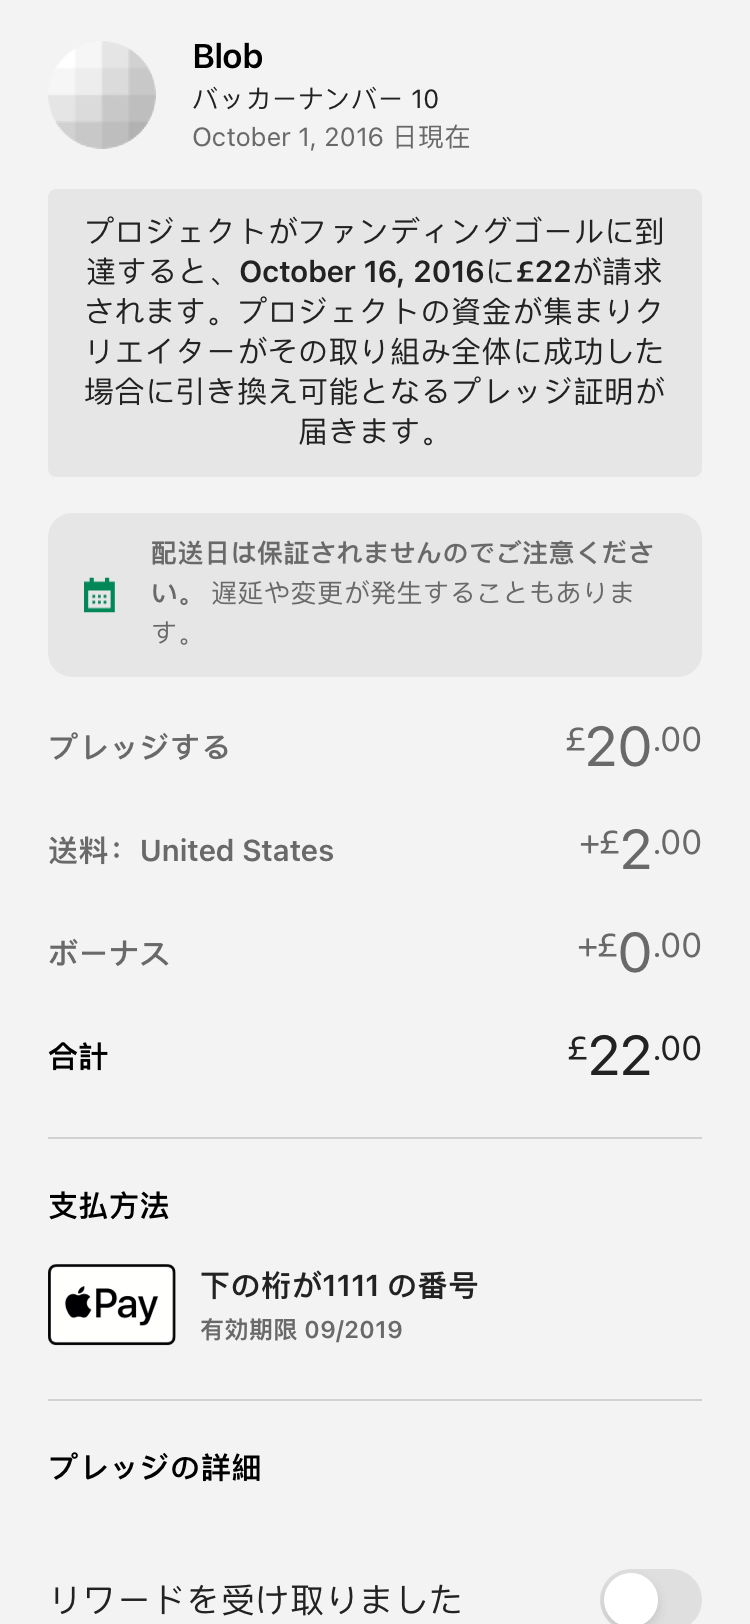 Blob
バッカーナンバー 10
October 1, 2016 日現在
プロジェクトがファンディングゴールに到
達すると、October 16, 2016に£22が請求
されます。プロジェクトの資金が集まりク
リエイターがその取り組み全体に成功した
場合に引き換え可能となるプレッジ証明が
届きます。
配送日は保証されませんのでご注意くださ
い。 遅延や変更が発生することもありま
す。
プレッジする £20.00
送料： United States +£2.00
ボーナス +£0.00
合計 £22.00
支払方法
Pay
下の桁が1111 の番号
有効期限 09/2019
プレッジの詳細
リワードを受け取りました